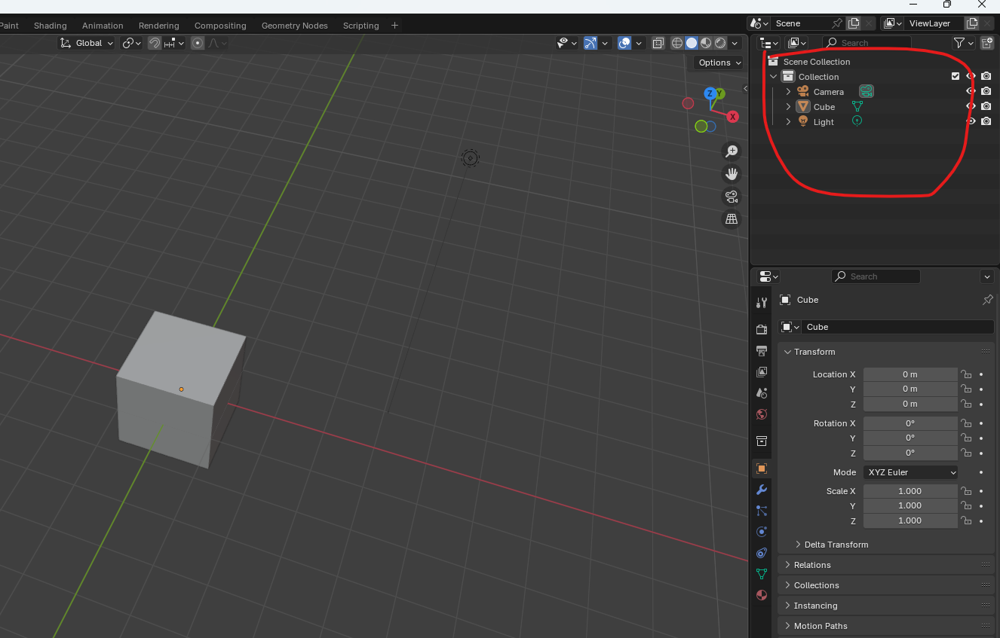 Paint Shading Animation Rendering Compositing Geometry Nodes Scripting + Scene ViewLayer
Global Search
Options
Scene Collection
Collection
Camera
Cube
Light
Z Y
X
Search
Cube
Cube
Transform
Location X 0 m
Y 0 m
Z 0 m
Rotation X 0°
Y 0°
Z 0°
Mode XYZ Euler
Scale X 1.000
Y 1.000
Z 1.000
Delta Transform
Relations
Collections
Instancing
Motion Paths